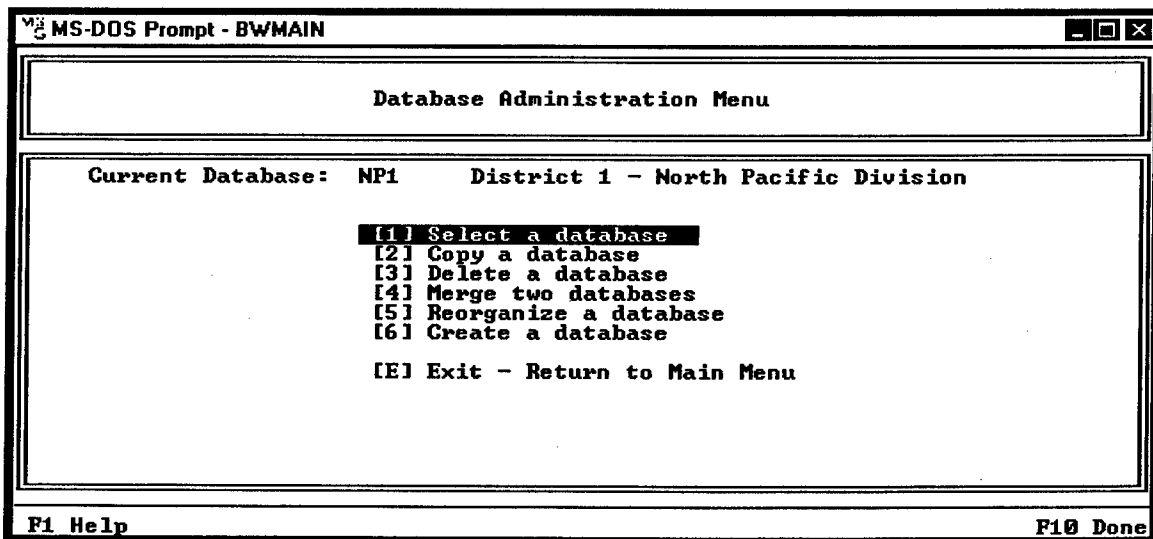 MS-DOS Prompt - BWMAIN
Database Administration Menu
Current Database: NP1 District 1 - North Pacific Division
[1] Select a database
[2] Copy a database
[3] Delete a database
[4] Merge two databases
[5] Reorganize a database
[6] Create a database
[E] Exit - Return to Main Menu
F1 Help F10 Done